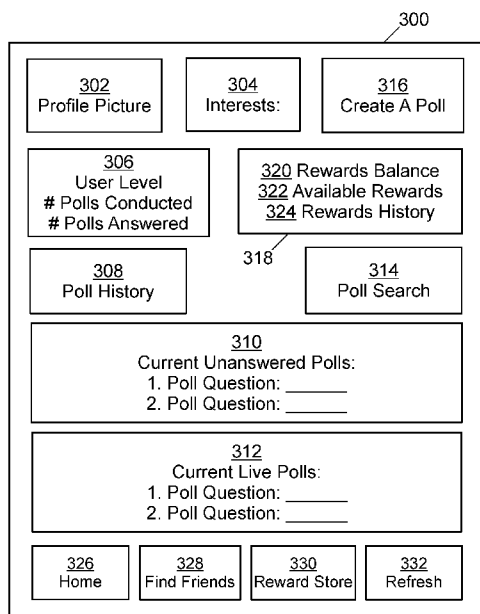 300
302
Profile Picture
304
Interests:
316
Create A Poll
306
User Level
# Polls Conducted
# Polls Answered
320 Rewards Balance
322 Available Rewards
324 Rewards History
318
308
Poll History
314
Poll Search
310
Current Unanswered Polls:
1. Poll Question: ______
2. Poll Question: ______
312
Current Live Polls:
1. Poll Question: ______
2. Poll Question: ______
326
Home
328
Find Friends
330
Reward Store
332
Refresh